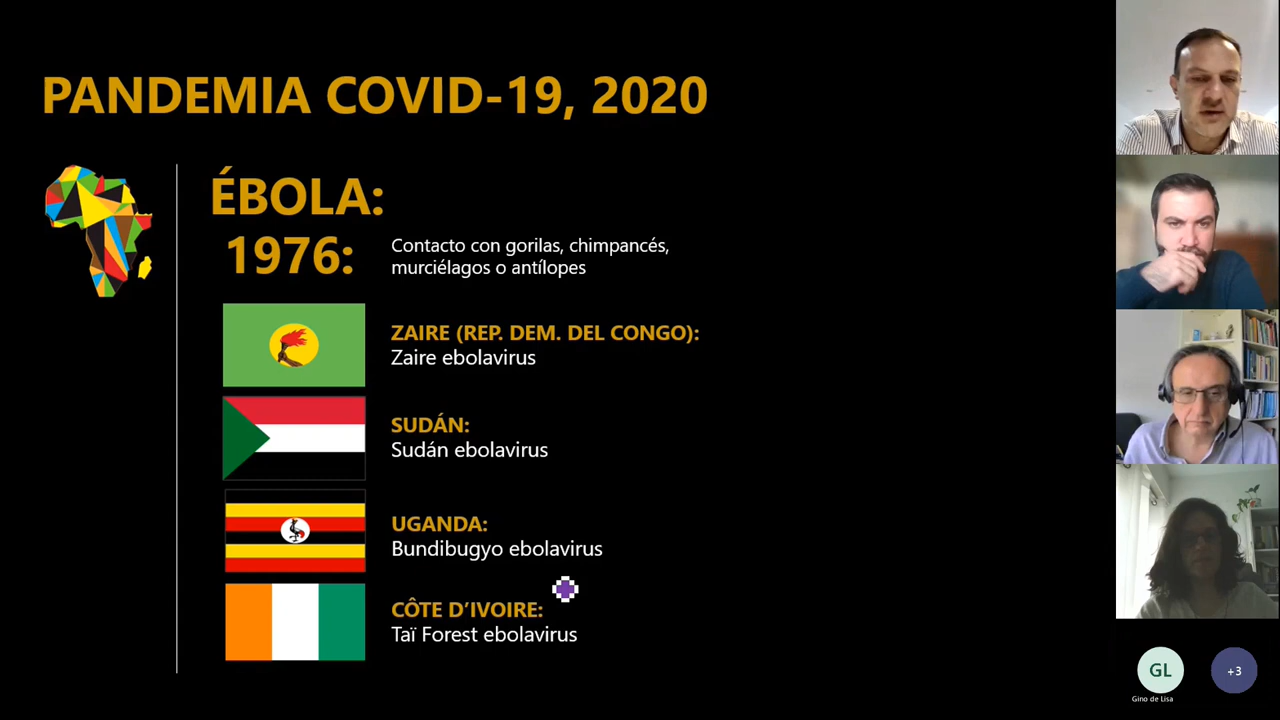 PANDEMIA COVID-19, 2020
ÉBOLA:
1976:
Contacto con gorilas, chimpancés,
murciélagos o antílopes
ZAIRE (REP. DEM. DEL CONGO):
Zaire ebolavirus
SUDÁN:
Sudán ebolavirus
UGANDA:
Bundibugyo ebolavirus
CÔTE D’IVOIRE:
Taï Forest ebolavirus
GL
+3
Gino de Lisa